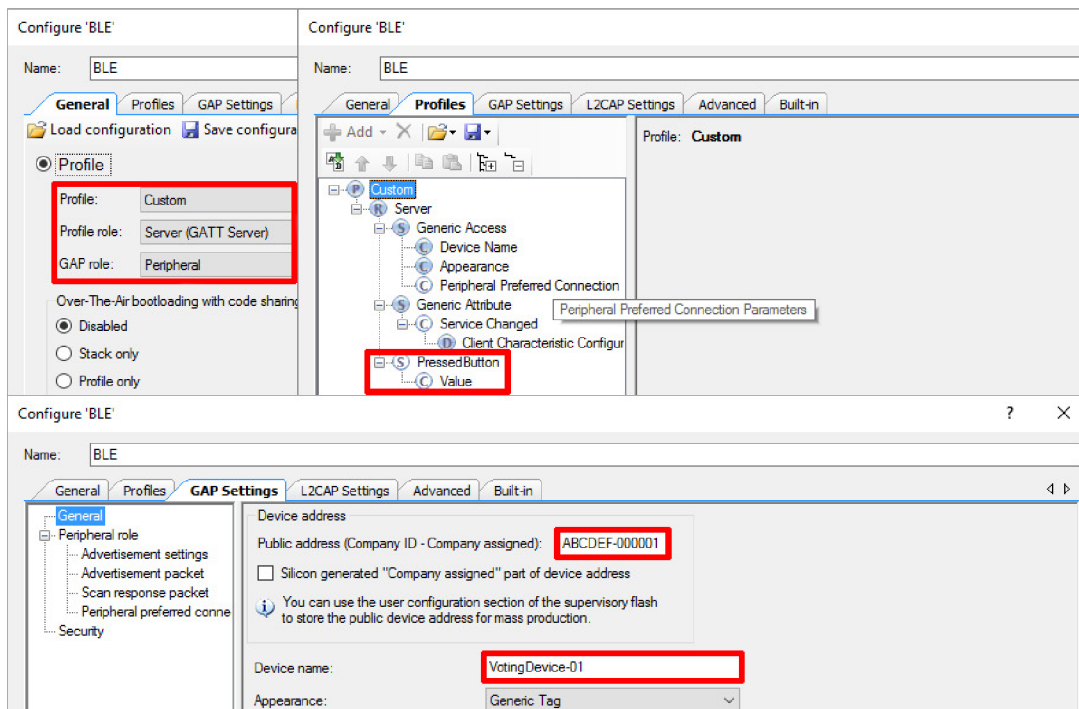 Configure 'BLE'
Name: BLE
General Profiles GAP Settings
Load configuration Save configura
Profile
Profile: Custom
Profile role: Server (GATT Server)
GAP role: Peripheral
Over-The-Air bootloading with code sharing
Disabled
Stack only
Profile only
Configure 'BLE'
Name: BLE
General Profiles GAP Settings L2CAP Settings Advanced Built-in
Add
Profile: Custom
Custom
Server
Generic Access
Device Name
Appearance
Peripheral Preferred Connection
Generic Attribute
Peripheral Preferred Connection Parameters
Service Changed
Client Characteristic Configur
PressedButton
Value
Configure 'BLE'
Name: BLE
General Profiles GAP Settings L2CAP Settings Advanced Built-in
General
Peripheral role
Advertisement settings
Advertisement packet
Scan response packet
Peripheral preferred conne
Security
Device address
Public address (Company ID - Company assigned): ABCDEF-000001
Silicon generated "Company assigned" part of device address
You can use the user configuration section of the supervisory flash
to store the public device address for mass production.
Device name: VotingDevice-01
Appearance: Generic Tag